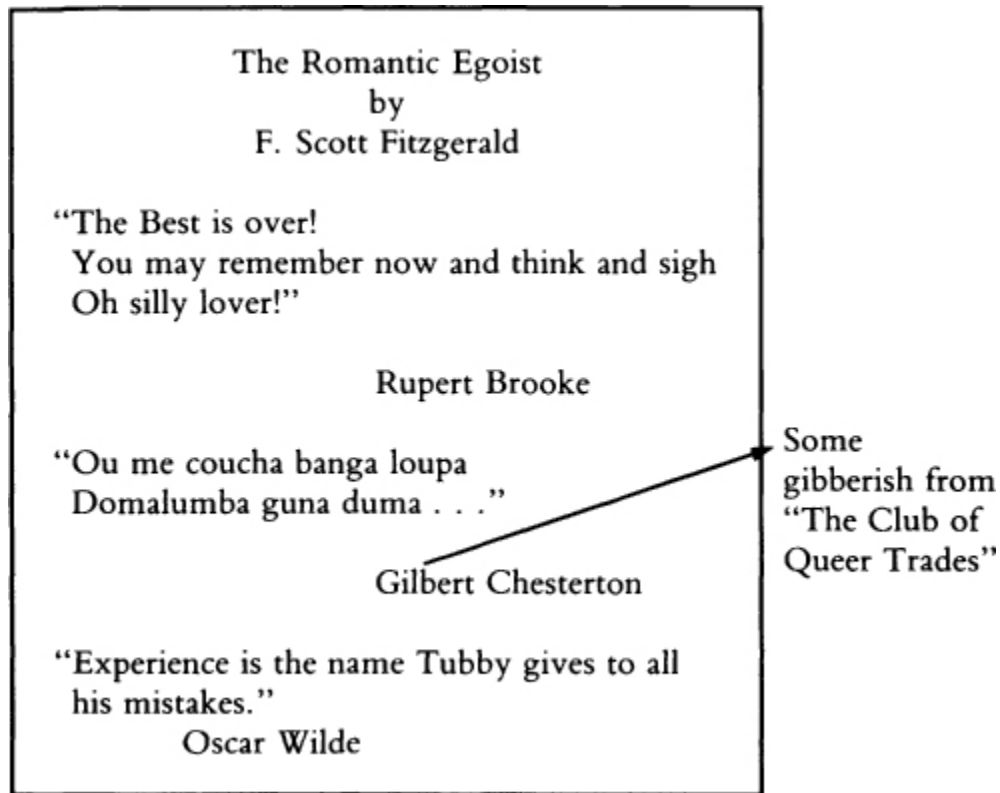 The Romantic Egoist
by
F. Scott Fitzgerald
“The Best is over!
You may remember now and think and sigh
Oh silly lover!”
Rupert Brooke
“Ou me coucha banga loupa
Domalumba guna duma . . .”
Gilbert Chesterton
Some
gibberish from
“The Club of
Queer Trades”
“Experience is the name Tubby gives to all
his mistakes.”
Oscar Wilde